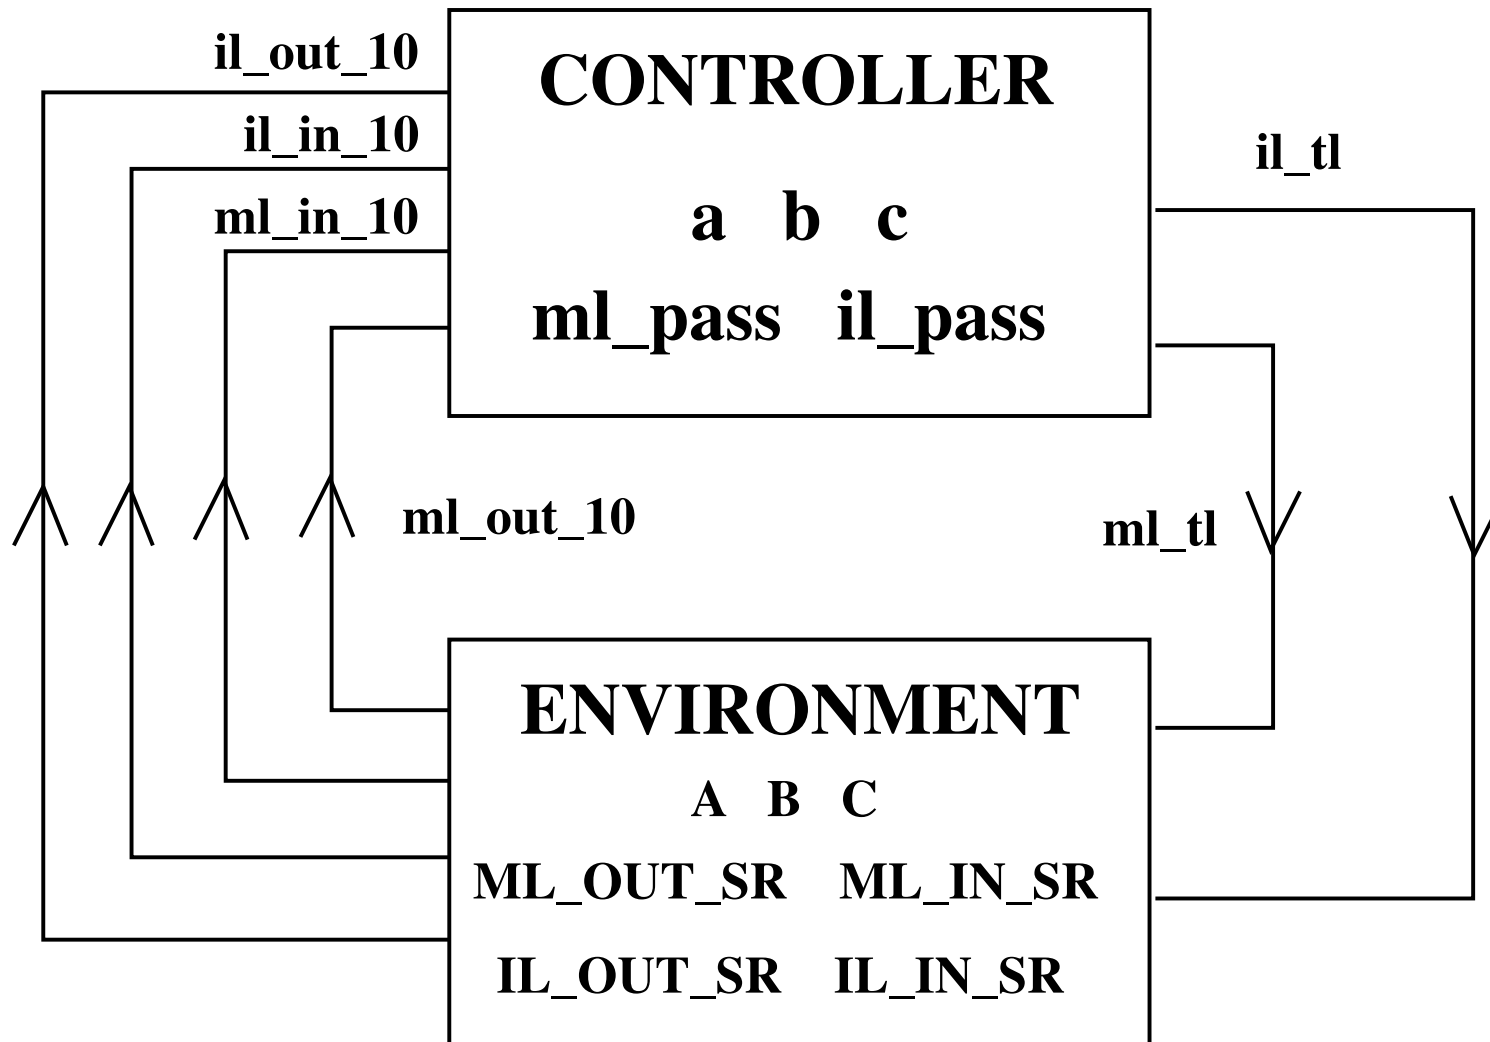 il_out_10
CONTROLLER
il_in_10
il_tl
ml_in_10
a b c
ml_pass il_pass
ml_out_10
ml_tl
ENVIRONMENT
A B C
ML_OUT_SR ML_IN_SR
IL_OUT_SR IL_IN_SR